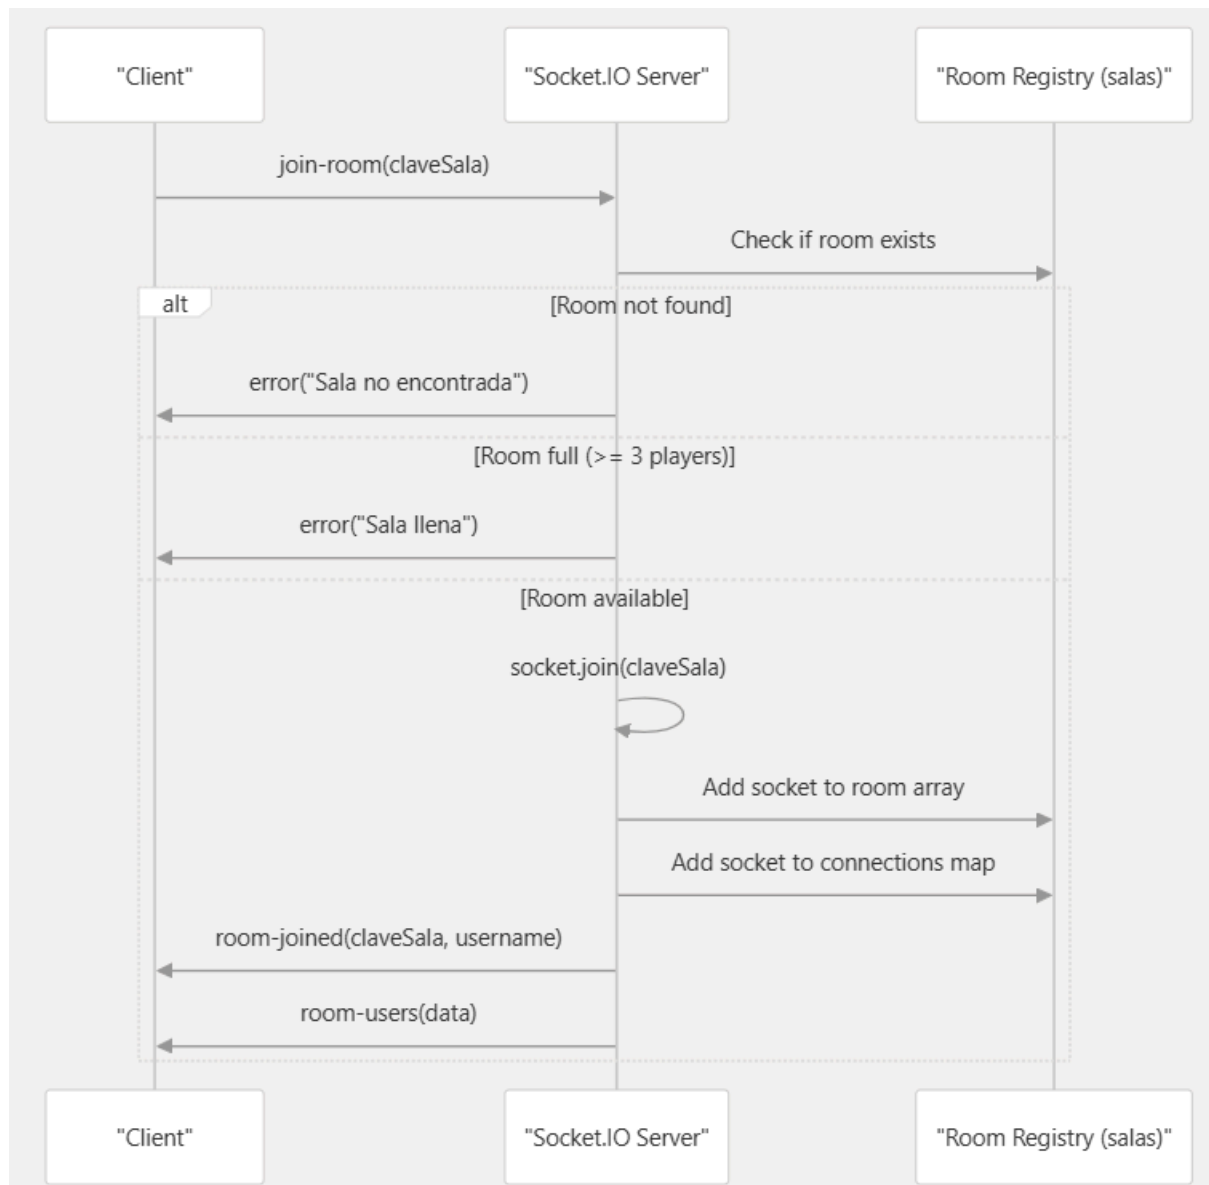 "Client"
"Socket.IO Server"
"Room Registry (salas)"
join-room(claveSala)
Check if room exists
alt
[Room not found]
error("Sala no encontrada")
[Room full (>= 3 players)]
error("Sala llena")
[Room available]
socket.join(claveSala)
Add socket to room array
Add socket to connections map
room-joined(claveSala, username)
room-users(data)
"Client"
"Socket.IO Server"
"Room Registry (salas)"